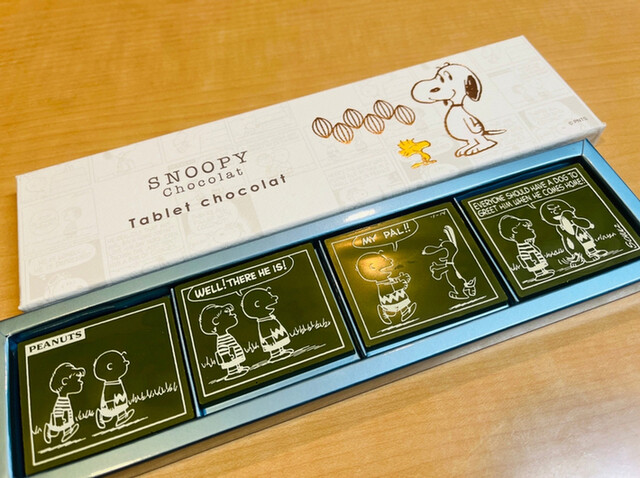 SNOOPY
Chocolat
Tablet chocolat
PEANUTS
WELL! THERE HE IS!
MY PAL!!
EVERYONE SHOULD HAVE A DOG TO
GREET HIM WHEN HE COMES HOME!